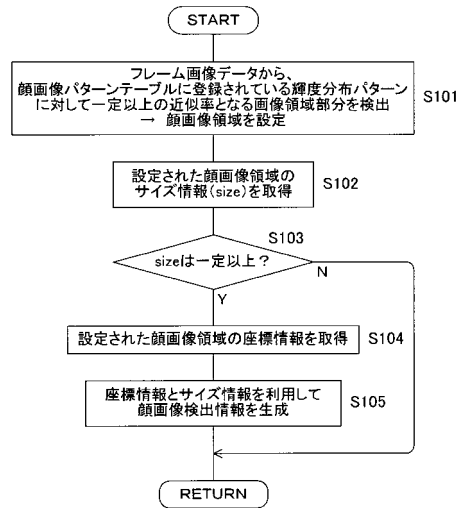 START
フレーム画像データから、
顔画像パターンテーブルに登録されている輝度分布パターン
に対して一定以上の近似率となる画像領域部分を検出
→ 顔画像領域を設定
S101
設定された顔画像領域の
サイズ情報(size)を取得
S102
S103
sizeは一定以上？
N
Y
設定された顔画像領域の座標情報を取得
S104
座標情報とサイズ情報を利用して
顔画像検出情報を生成
S105
RETURN